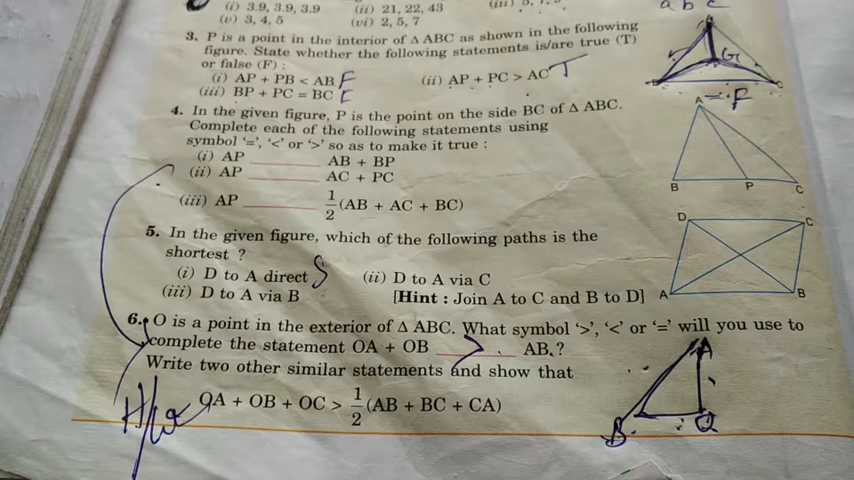 (i) 3.9, 3.9, 3.9 (ii) 21, 22, 43
(v) 3, 4, 5 (vi) 2, 5, 7
a b c
3. P is a point in the interior of Δ ABC as shown in the following
figure. State whether the following statements is/are true (T)
or false (F) :
(i) AP + PB < AB F (ii) AP + PC > AC T
(iii) BP + PC = BC F
= F
4. In the given figure, P is the point on the side BC of Δ ABC.
Complete each of the following statements using
symbol '=', '<' or '>' so as to make it true :
(i) AP ______ AB + BP
(ii) AP ______ AC + PC
(iii) AP ______ 1/2 (AB + AC + BC)
A
B P C
5. In the given figure, which of the following paths is the
shortest ?
(i) D to A direct S (ii) D to A via C
(iii) D to A via B [Hint : Join A to C and B to D]
D C
A B
6. O is a point in the exterior of Δ ABC. What symbol '>', '<' or '=' will you use to
complete the statement OA + OB ___>___ AB. ?
Write two other similar statements and show that
OA + OB + OC > 1/2 (AB + BC + CA)
H/w
A
B O